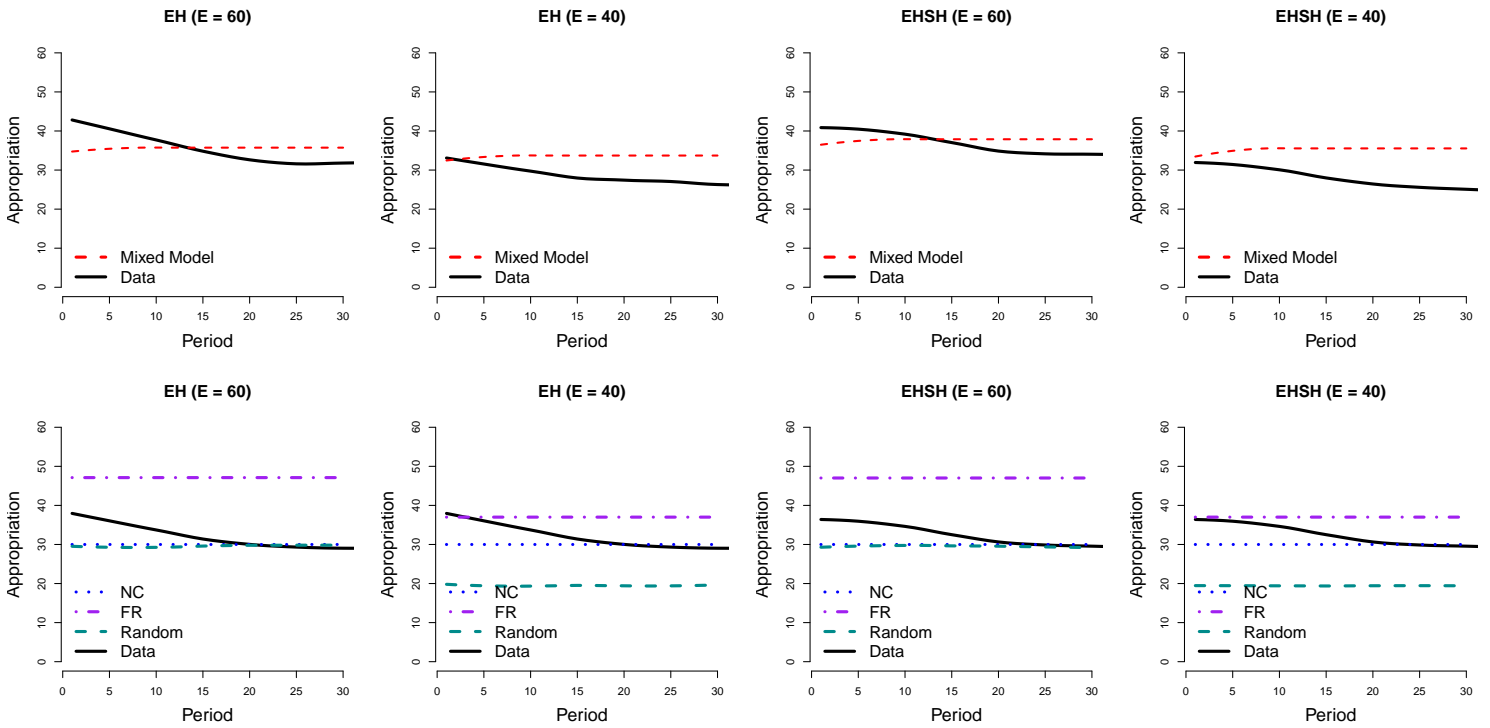 EH (E = 60)
Appropriation
60
50
40
30
20
10
0
Mixed Model
Data
0 5 10 15 20 25 30
Period
EH (E = 40)
Appropriation
60
50
40
30
20
10
0
Mixed Model
Data
0 5 10 15 20 25 30
Period
EHSH (E = 60)
Appropriation
60
50
40
30
20
10
0
Mixed Model
Data
0 5 10 15 20 25 30
Period
EHSH (E = 40)
Appropriation
60
50
40
30
20
10
0
Mixed Model
Data
0 5 10 15 20 25 30
Period
EH (E = 60)
Appropriation
60
50
40
30
20
10
0
NC
FR
Random
Data
0 5 10 15 20 25 30
Period
EH (E = 40)
Appropriation
60
50
40
30
20
10
0
NC
FR
Random
Data
0 5 10 15 20 25 30
Period
EHSH (E = 60)
Appropriation
60
50
40
30
20
10
0
NC
FR
Random
Data
0 5 10 15 20 25 30
Period
EHSH (E = 40)
Appropriation
60
50
40
30
20
10
0
NC
FR
Random
Data
0 5 10 15 20 25 30
Period